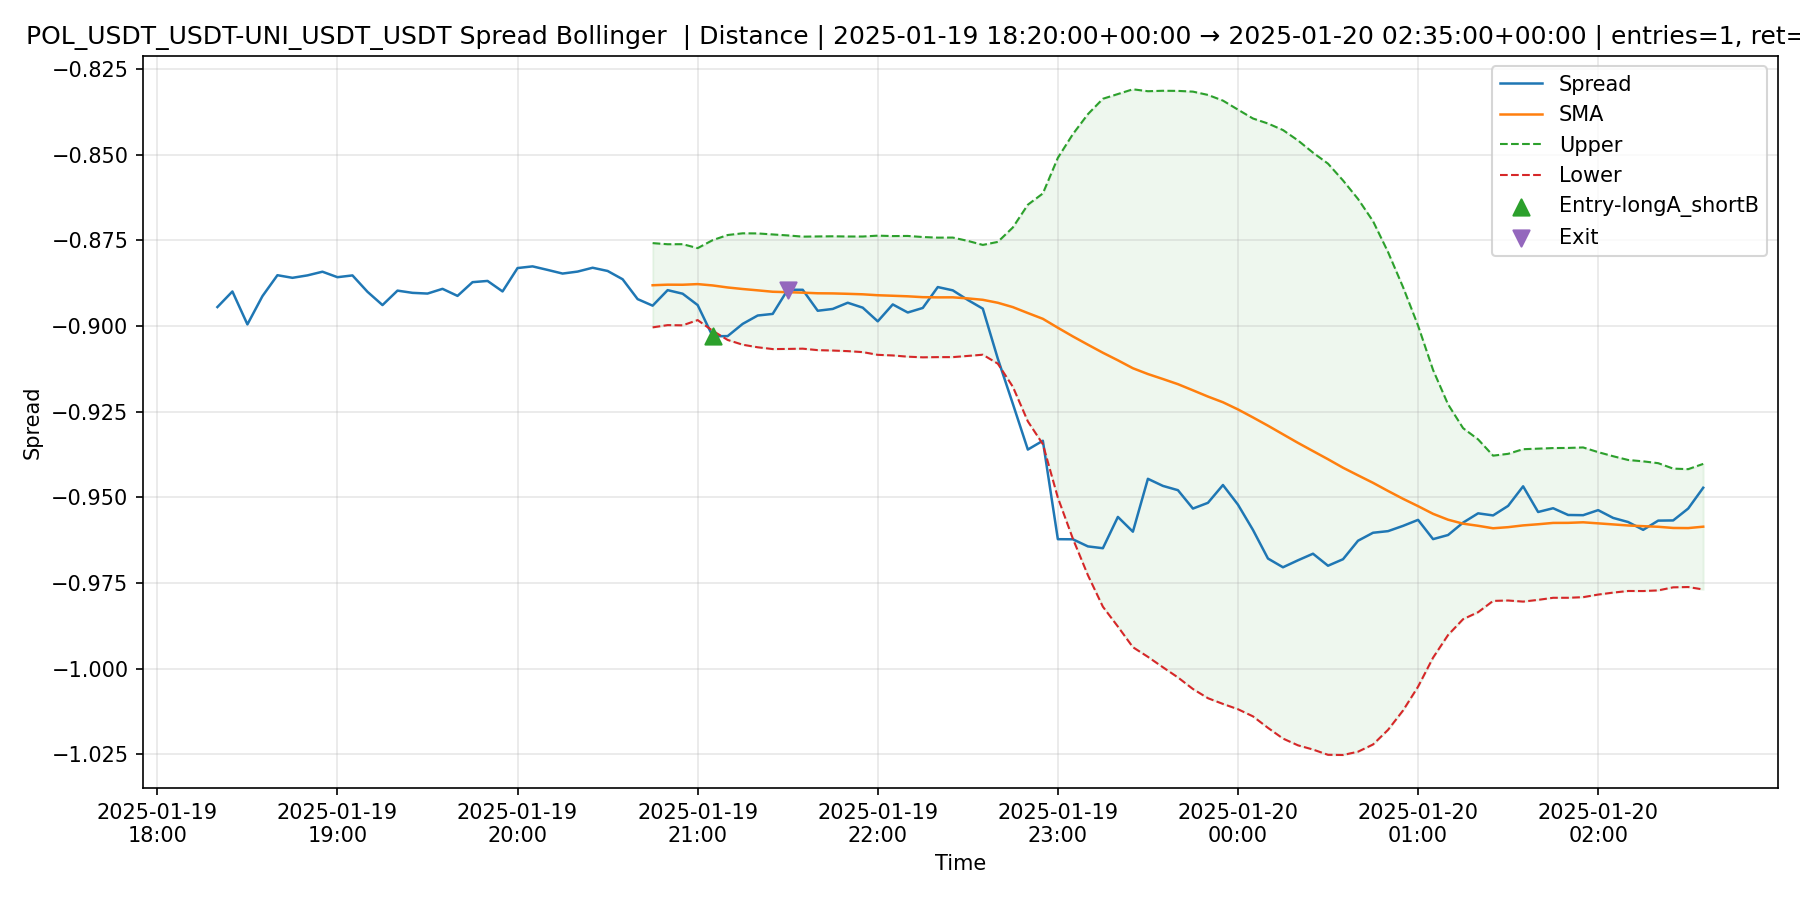 POL_USDT_USDT-UNI_USDT_USDT Spread Bollinger | Distance | 2025-01-19 18:20:00+00:00 → 2025-01-20 02:35:00+00:00 | entries=1, ret=
−0.825
−0.850
−0.875
−0.900
−0.925
−0.950
−0.975
−1.000
−1.025
Spread
Spread
SMA
Upper
Lower
Entry-longA_shortB
Exit
2025-01-19 2025-01-19 2025-01-19 2025-01-19 2025-01-19 2025-01-19 2025-01-20 2025-01-20 2025-01-20
18:00 19:00 20:00 21:00 22:00 23:00 00:00 01:00 02:00
Time